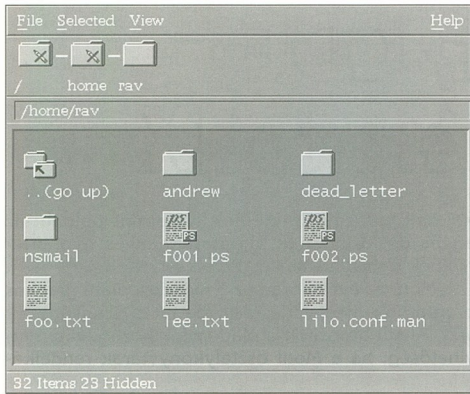 File Selected View Help
/ home rav
/home/rav
..(go up) andrew dead_letter
nsmail f001.ps f002.ps
foo.txt lee.txt lilo.conf.man
32 Items 23 Hidden